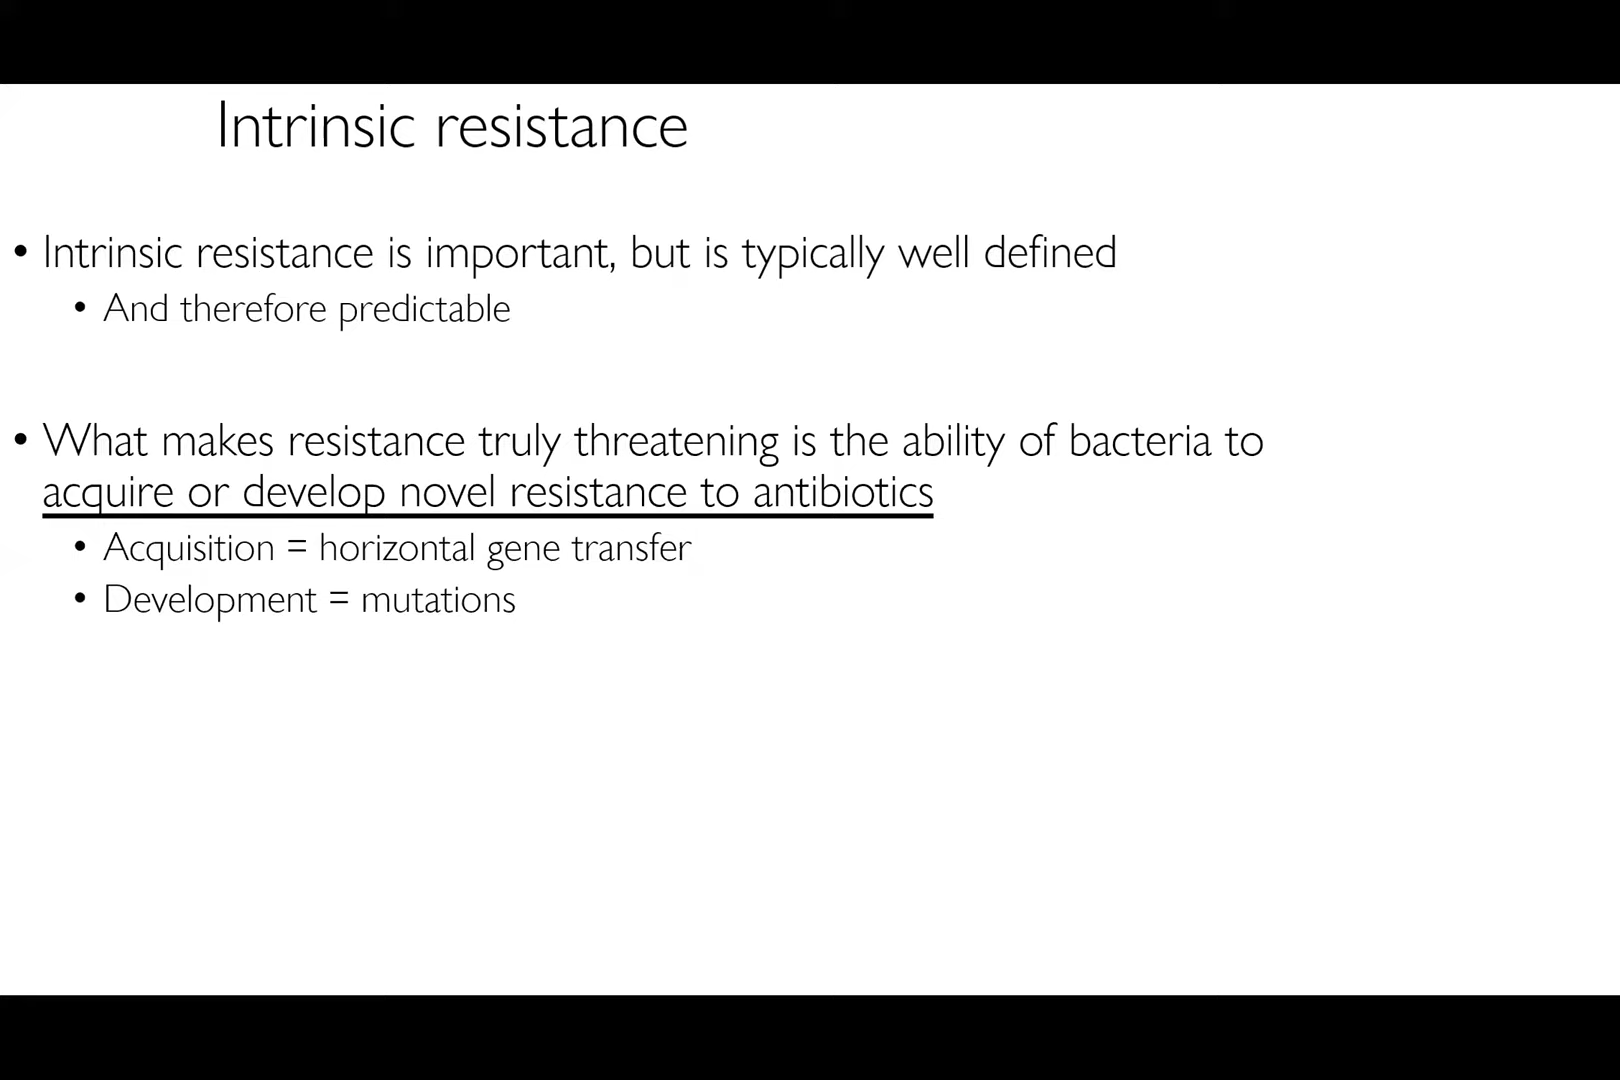 Intrinsic resistance
• Intrinsic resistance is important, but is typically well defined
• And therefore predictable
• What makes resistance truly threatening is the ability of bacteria to
acquire or develop novel resistance to antibiotics
• Acquisition = horizontal gene transfer
• Development = mutations